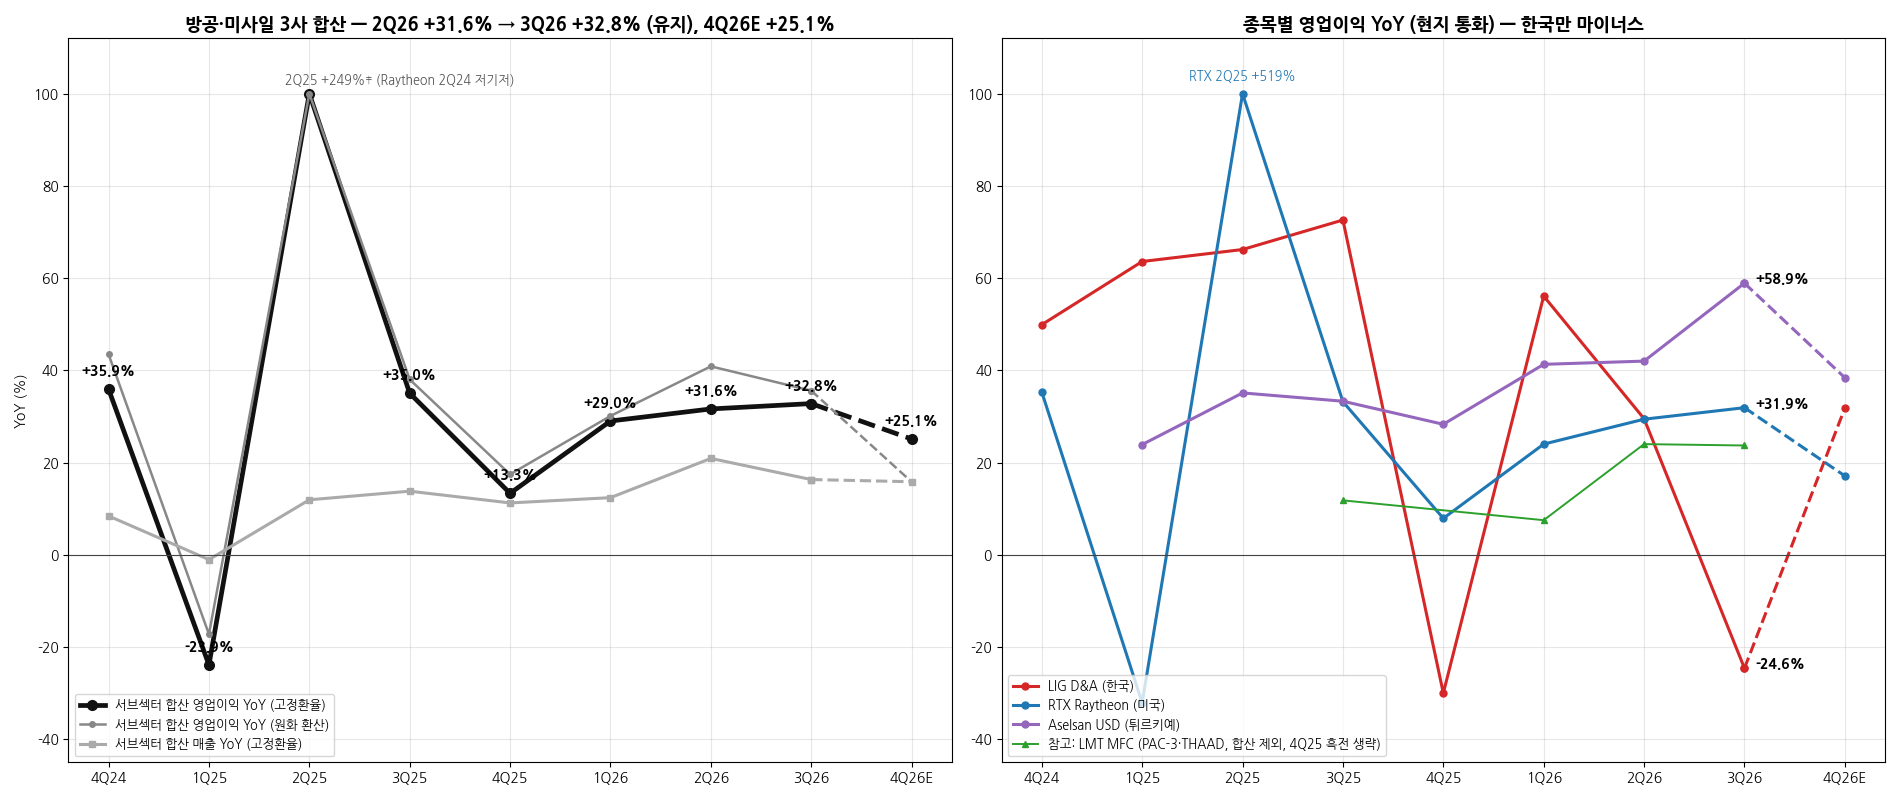 방공·미사일 3사 합산 — 2Q26 +31.6% → 3Q26 +32.8% (유지), 4Q26E +25.1%
2Q25 +249%↑ (Raytheon 2Q24 저기저)
YoY (%)
100
80
60
40
20
0
-20
-40
+35.9%
-23.9%
+35.0%
+13.3%
+29.0%
+31.6%
+32.8%
+25.1%
서브섹터 합산 영업이익 YoY (고정환율)
서브섹터 합산 영업이익 YoY (원화 환산)
서브섹터 합산 매출 YoY (고정환율)
4Q24 1Q25 2Q25 3Q25 4Q25 1Q26 2Q26 3Q26 4Q26E
종목별 영업이익 YoY (현지 통화) — 한국만 마이너스
RTX 2Q25 +519%
100
80
60
40
20
0
-20
-40
+58.9%
+31.9%
-24.6%
LIG D&A (한국)
RTX Raytheon (미국)
Aselsan USD (튀르키예)
참고: LMT MFC (PAC-3·THAAD, 합산 제외, 4Q25 흑전 생략)
4Q24 1Q25 2Q25 3Q25 4Q25 1Q26 2Q26 3Q26 4Q26E